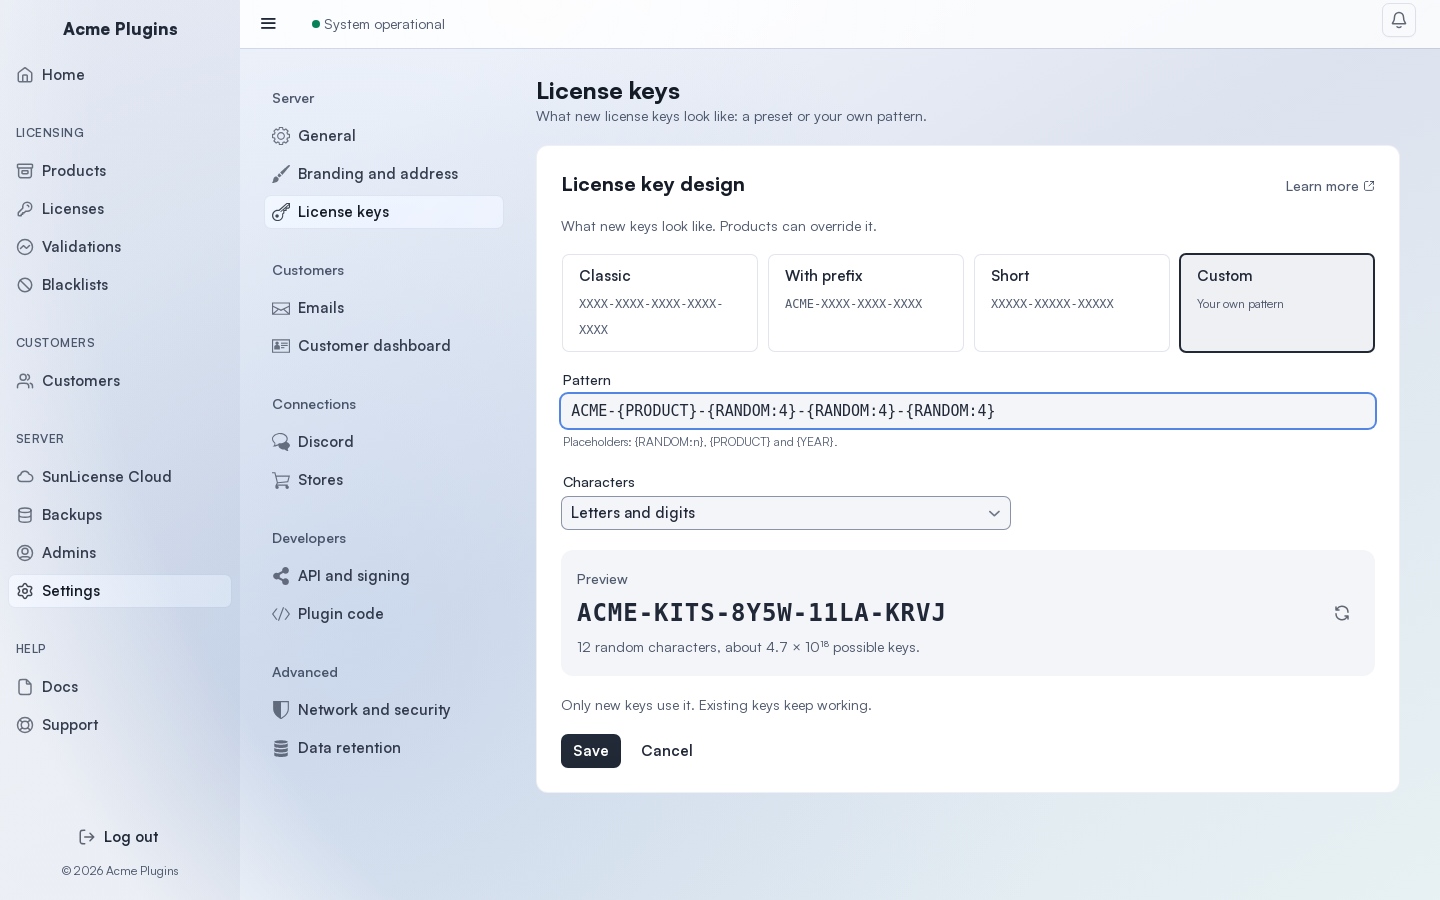 Acme Plugins
System operational
Home
LICENSING
Products
Licenses
Validations
Blacklists
CUSTOMERS
Customers
SERVER
SunLicense Cloud
Backups
Admins
Settings
HELP
Docs
Support
Log out
© 2026 Acme Plugins
Server
General
Branding and address
License keys
Customers
Emails
Customer dashboard
Connections
Discord
Stores
Developers
API and signing
Plugin code
Advanced
Network and security
Data retention
License keys
What new license keys look like: a preset or your own pattern.
License key design
Learn more
What new keys look like. Products can override it.
Classic
XXXX-XXXX-XXXX-XXXX-
XXXX
With prefix
ACME-XXXX-XXXX-XXXX
Short
XXXXX-XXXXX-XXXXX
Custom
Your own pattern
Pattern
ACME-{PRODUCT}-{RANDOM:4}-{RANDOM:4}-{RANDOM:4}
Placeholders: {RANDOM:n}, {PRODUCT} and {YEAR}.
Characters
Letters and digits
Preview
ACME-KITS-8Y5W-11LA-KRVJ
12 random characters, about 4.7 × 10¹⁸ possible keys.
Only new keys use it. Existing keys keep working.
Save
Cancel